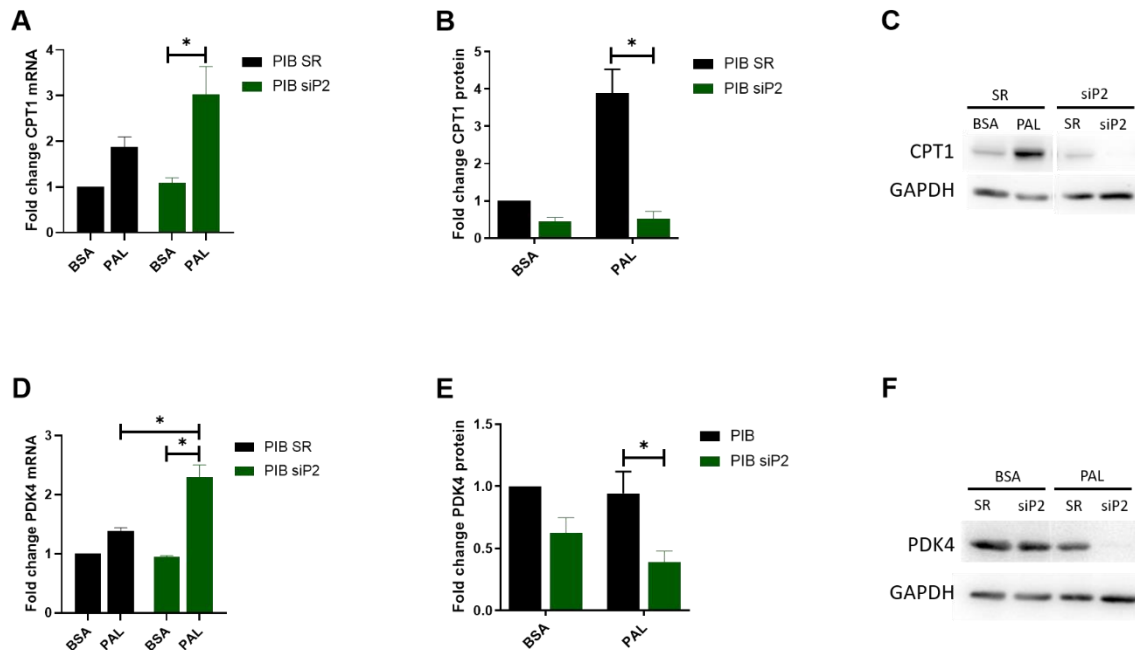 A
Fold change CPT1 mRNA
4
3
2
1
0
BSA
PAL
BSA
PAL
*
PIB SR
PIB siP2
B
Fold change CPT1 protein
5
4
3
2
1
0
BSA
PAL
*
PIB SR
PIB siP2
C
SR siP2
BSA PAL SR siP2
CPT1
GAPDH
D
Fold change PDK4 mRNA
3
2
1
0
BSA
PAL
BSA
PAL
*
*
PIB SR
PIB siP2
E
Fold change PDK4 protein
1.5
1.0
0.5
0.0
BSA
PAL
*
PIB
PIB siP2
F
BSA PAL
SR siP2 SR siP2
PDK4
GAPDH